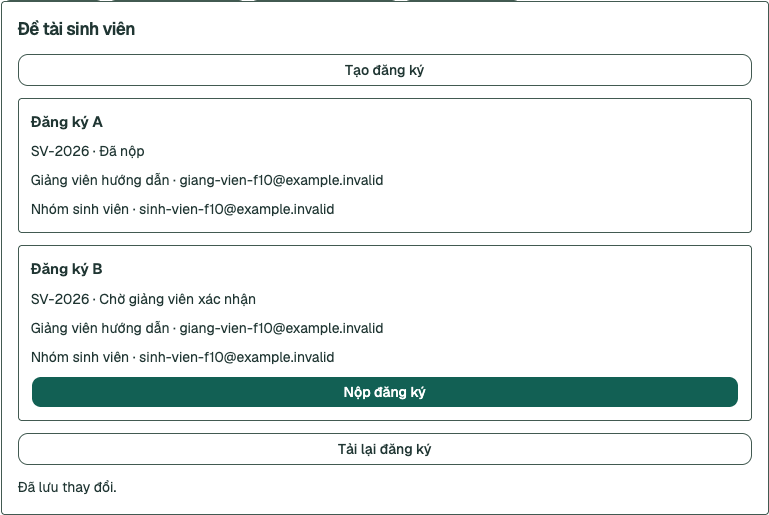 Đề tài sinh viên
Tạo đăng ký
Đăng ký A
SV-2026 · Đã nộp
Giảng viên hướng dẫn · giang-vien-f10@example.invalid
Nhóm sinh viên · sinh-vien-f10@example.invalid
Đăng ký B
SV-2026 · Chờ giảng viên xác nhận
Giảng viên hướng dẫn · giang-vien-f10@example.invalid
Nhóm sinh viên · sinh-vien-f10@example.invalid
Nộp đăng ký
Tải lại đăng ký
Đã lưu thay đổi.